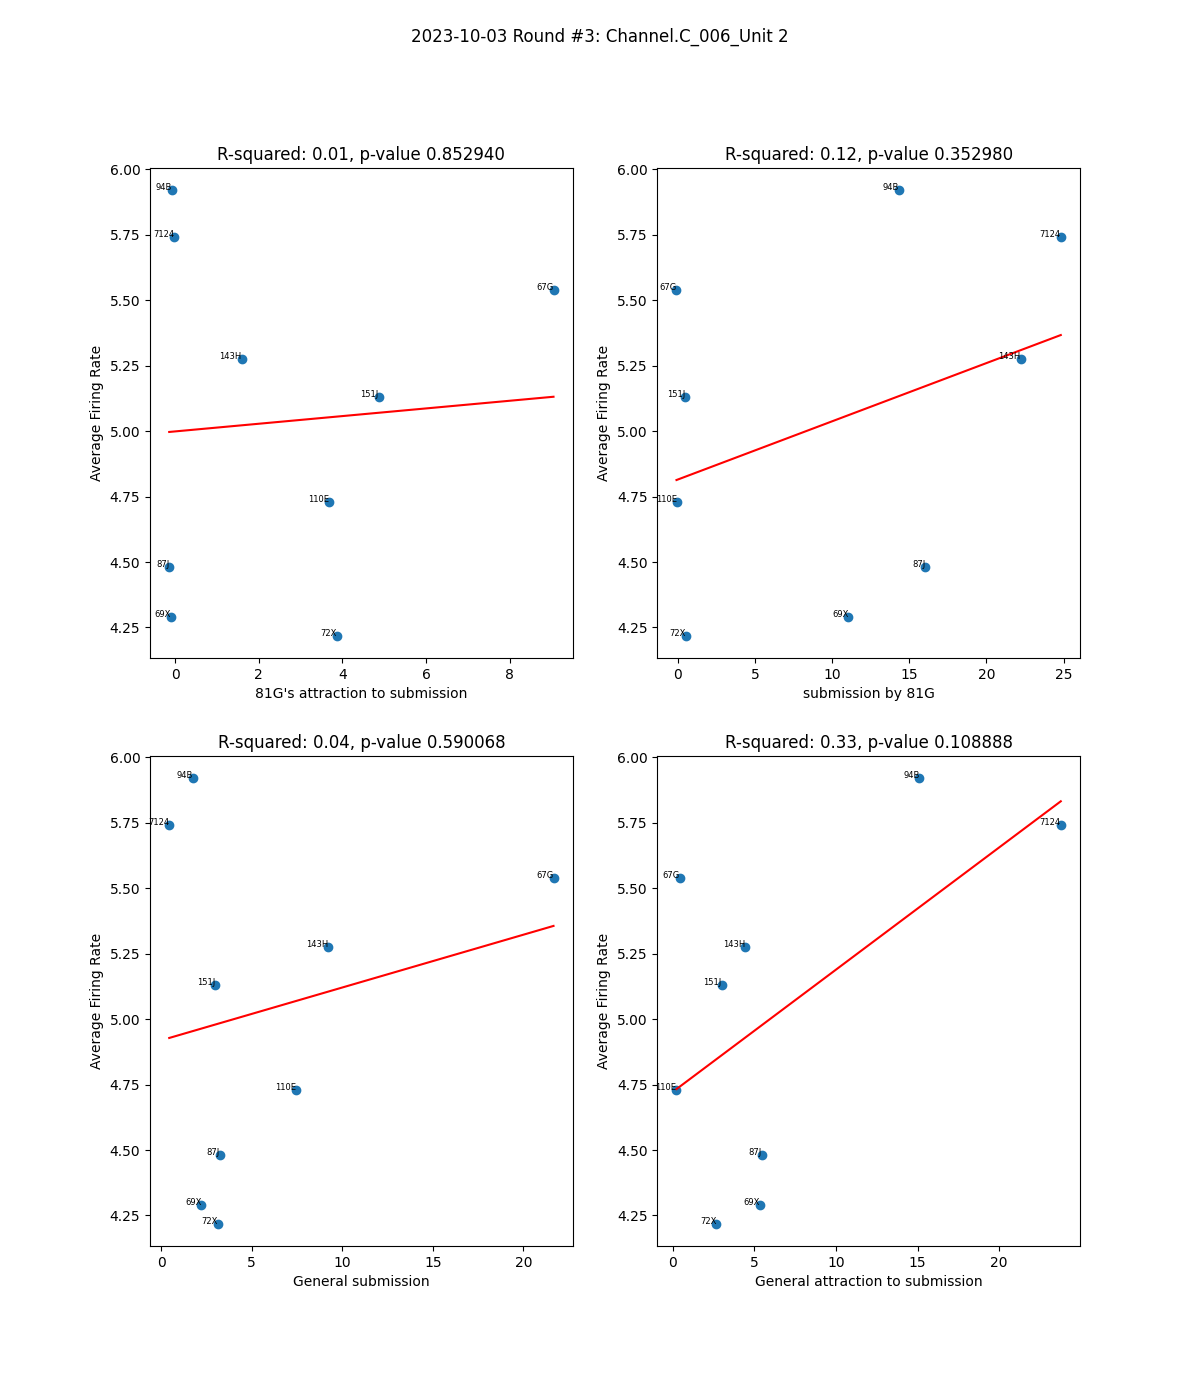 2023-10-03 Round #3: Channel.C_006_Unit 2
R-squared: 0.01, p-value 0.852940
6.00
5.75
5.50
5.25
5.00
4.75
4.50
4.25
Average Firing Rate
94B
7124
67G
143H
151J
110E
87J
69X
72X
0 2 4 6 8
81G's attraction to submission
R-squared: 0.12, p-value 0.352980
6.00
5.75
5.50
5.25
5.00
4.75
4.50
4.25
Average Firing Rate
94B
7124
67G
143H
151J
110E
87J
69X
72X
0 5 10 15 20 25
submission by 81G
R-squared: 0.04, p-value 0.590068
6.00
5.75
5.50
5.25
5.00
4.75
4.50
4.25
Average Firing Rate
94B
7124
67G
143H
151J
110E
87J
69X
72X
0 5 10 15 20
General submission
R-squared: 0.33, p-value 0.108888
6.00
5.75
5.50
5.25
5.00
4.75
4.50
4.25
Average Firing Rate
94B
7124
67G
143H
151J
110E
87J
69X
72X
0 5 10 15 20
General attraction to submission